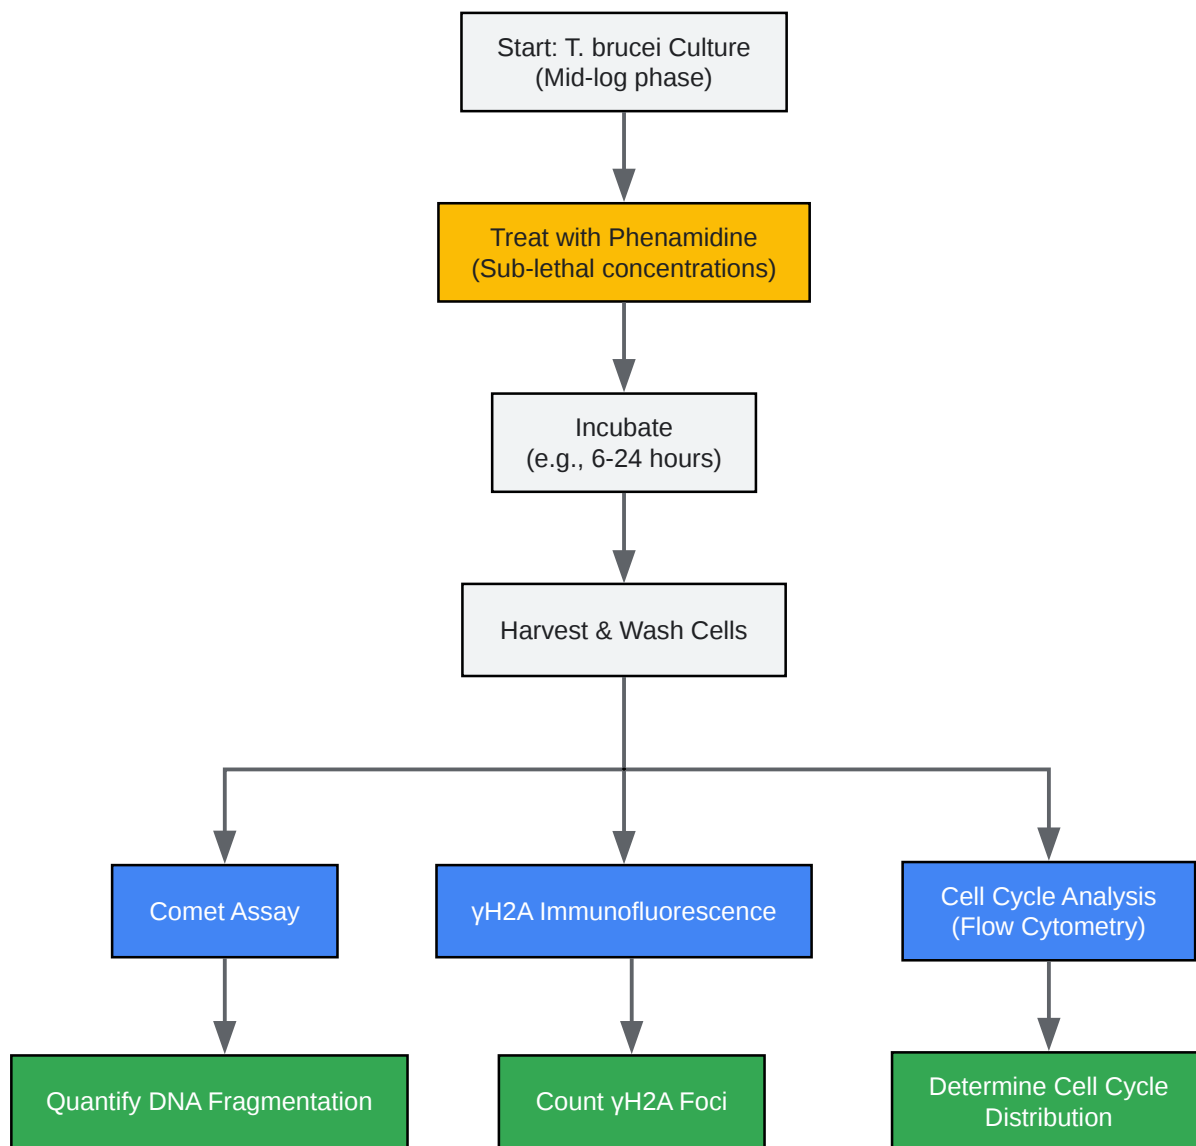 Start: T. brucei Culture
(Mid-log phase)
Treat with Phenamidine
(Sub-lethal concentrations)
Incubate
(e.g., 6-24 hours)
Harvest & Wash Cells
Comet Assay
γH2A Immunofluorescence
Cell Cycle Analysis
(Flow Cytometry)
Quantify DNA Fragmentation
Count γH2A Foci
Determine Cell Cycle
Distribution